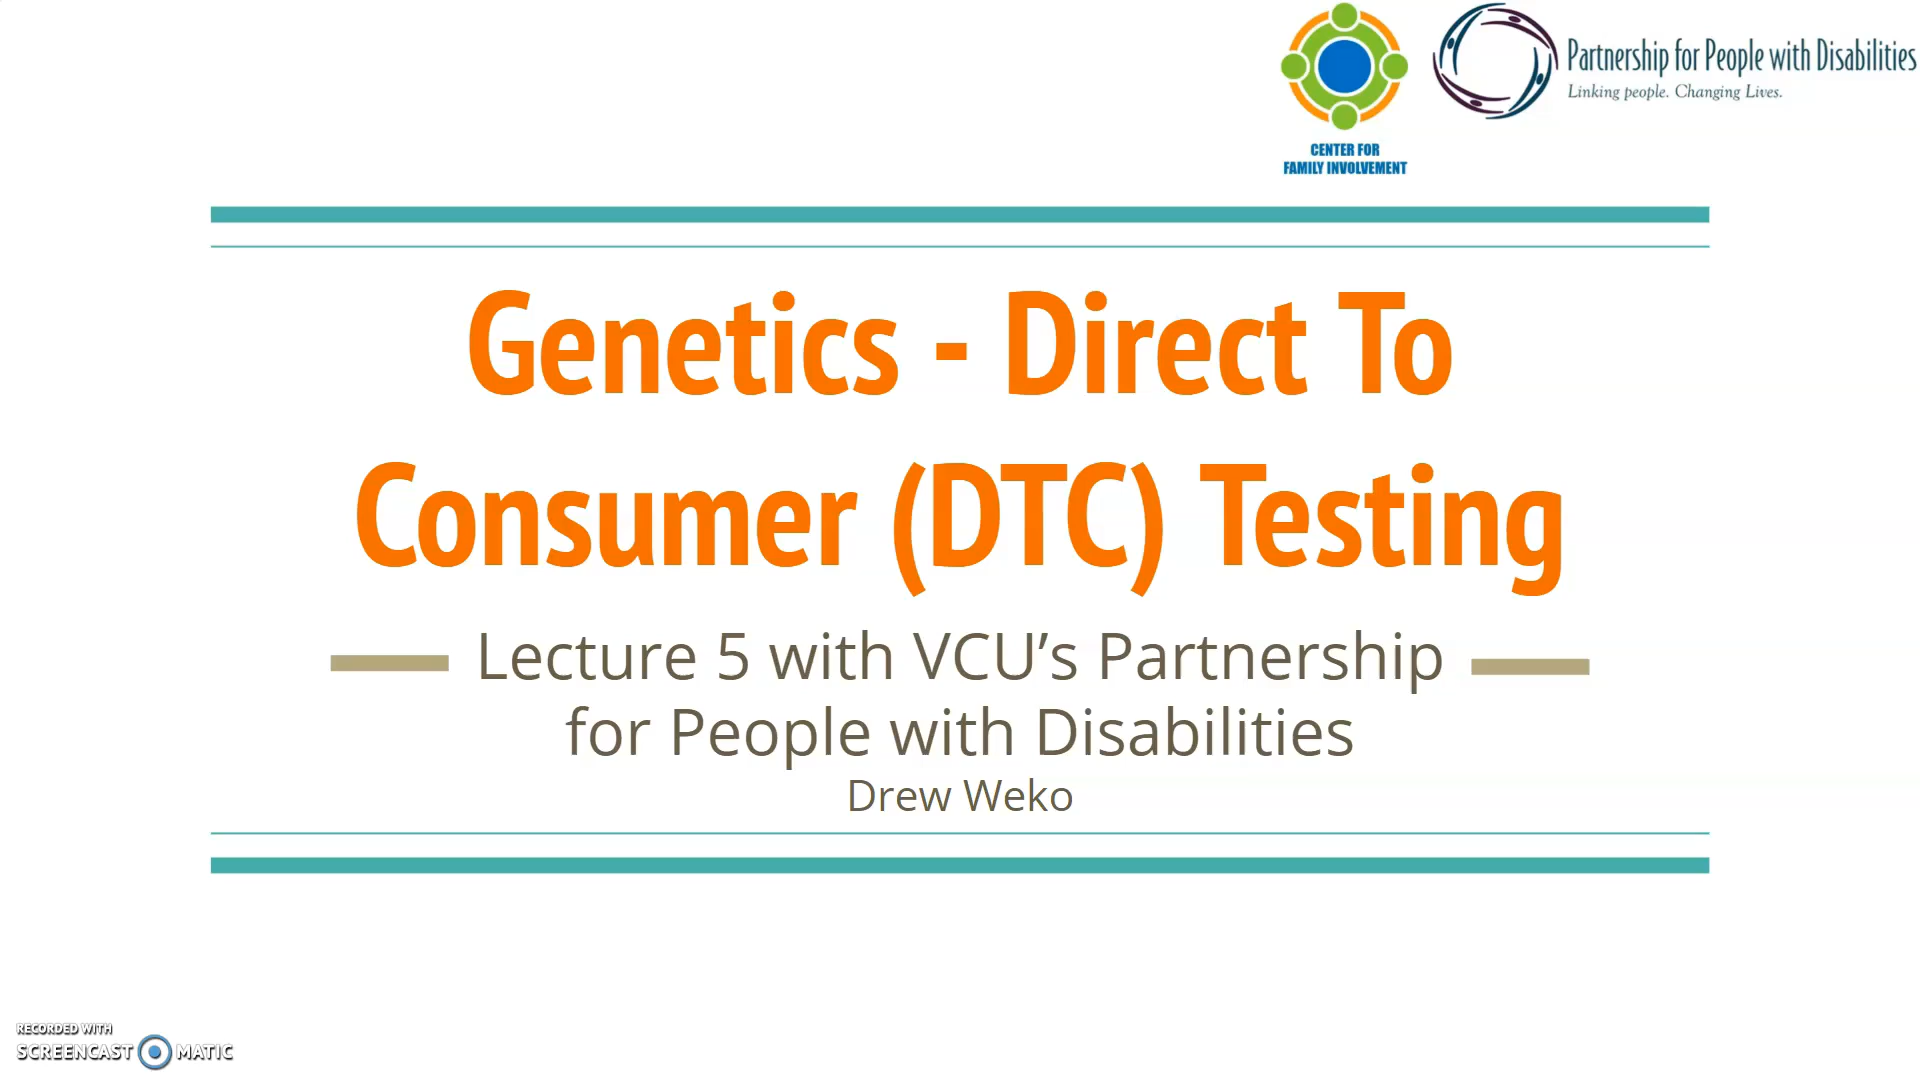 Partnership for People with Disabilities
Linking people. Changing Lives.
CENTER FOR
FAMILY INVOLVEMENT
Genetics - Direct To
Consumer (DTC) Testing
Lecture 5 with VCU’s Partnership
for People with Disabilities
Drew Weko
RECORDED WITH
SCREENCAST MATIC